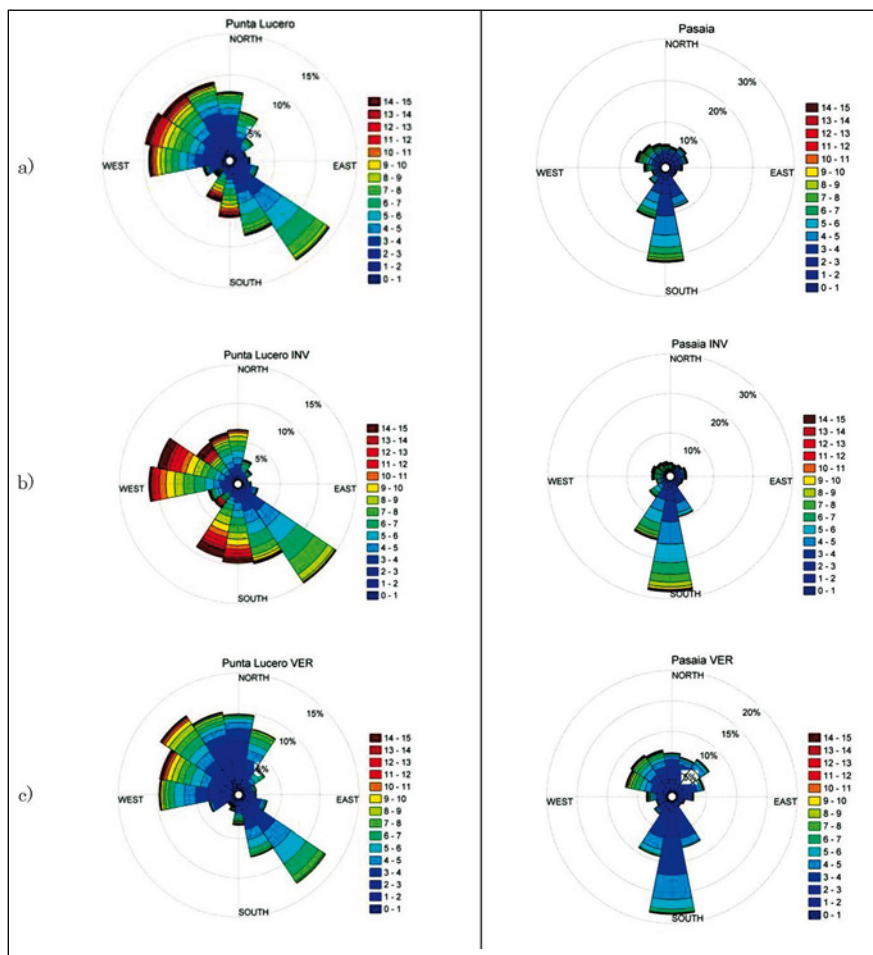 a)
Punta Lucero
NORTH
15%
10%
5%
WEST
EAST
SOUTH
14 - 15
13 - 14
12 - 13
11 - 12
10 - 11
9 - 10
8 - 9
7 - 8
6 - 7
5 - 6
4 - 5
3 - 4
2 - 3
1 - 2
0 - 1
Pasaia
NORTH
30%
20%
10%
WEST
EAST
SOUTH
14 - 15
13 - 14
12 - 13
11 - 12
10 - 11
9 - 10
8 - 9
7 - 8
6 - 7
5 - 6
4 - 5
3 - 4
2 - 3
1 - 2
0 - 1
b)
Punta Lucero INV
NORTH
15%
10%
5%
WEST
EAST
SOUTH
14 - 15
13 - 14
12 - 13
11 - 12
10 - 11
9 - 10
8 - 9
7 - 8
6 - 7
5 - 6
4 - 5
3 - 4
2 - 3
1 - 2
0 - 1
Pasaia INV
NORTH
30%
20%
10%
WEST
EAST
SOUTH
14 - 15
13 - 14
12 - 13
11 - 12
10 - 11
9 - 10
8 - 9
7 - 8
6 - 7
5 - 6
4 - 5
3 - 4
2 - 3
1 - 2
0 - 1
c)
Punta Lucero VER
NORTH
15%
10%
5%
WEST
EAST
SOUTH
14 - 15
13 - 14
12 - 13
11 - 12
10 - 11
9 - 10
8 - 9
7 - 8
6 - 7
5 - 6
4 - 5
3 - 4
2 - 3
1 - 2
0 - 1
Pasaia VER
NORTH
20%
15%
10%
5%
WEST
EAST
SOUTH
14 - 15
13 - 14
12 - 13
11 - 12
10 - 11
9 - 10
8 - 9
7 - 8
6 - 7
5 - 6
4 - 5
3 - 4
2 - 3
1 - 2
0 - 1